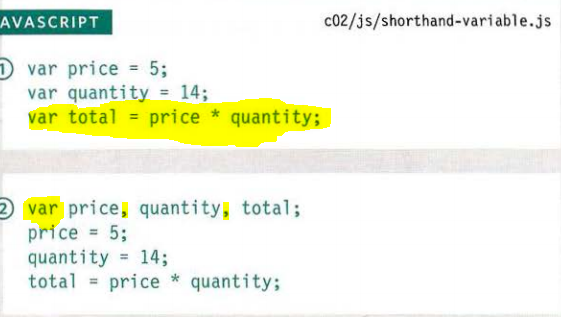 AVASCRIPT c02/js/shorthand-variable.js
1 var price = 5;
var quantity = 14;
var total = price * quantity;
2 var price, quantity, total;
price = 5;
quantity = 14;
total = price * quantity;